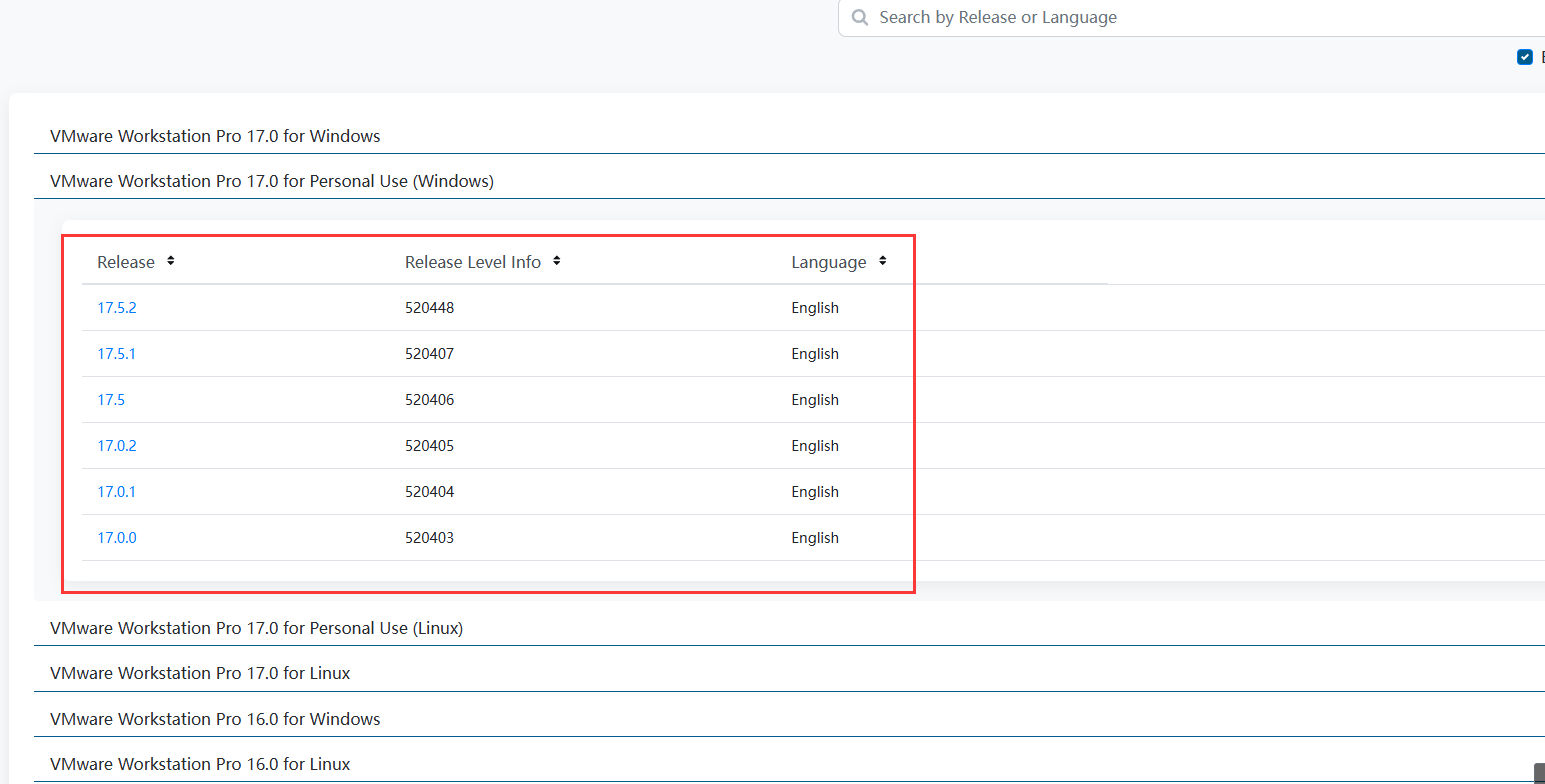 Search by Release or Language
VMware Workstation Pro 17.0 for Windows
VMware Workstation Pro 17.0 for Personal Use (Windows)
Release Release Level Info Language
17.5.2 520448 English
17.5.1 520407 English
17.5 520406 English
17.0.2 520405 English
17.0.1 520404 English
17.0.0 520403 English
VMware Workstation Pro 17.0 for Personal Use (Linux)
VMware Workstation Pro 17.0 for Linux
VMware Workstation Pro 16.0 for Windows
VMware Workstation Pro 16.0 for Linux